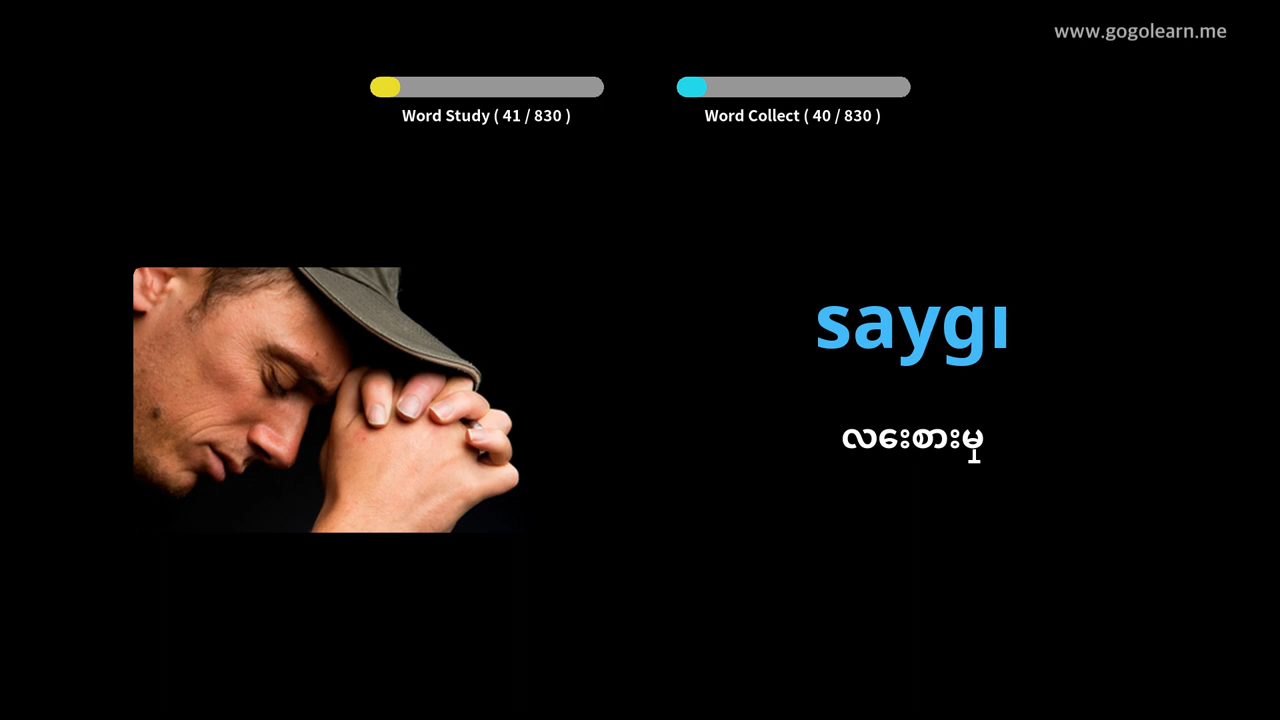 www.gogolearn.me
Word Study ( 41 / 830 )
Word Collect ( 40 / 830 )
saygı
လေးစားမှု